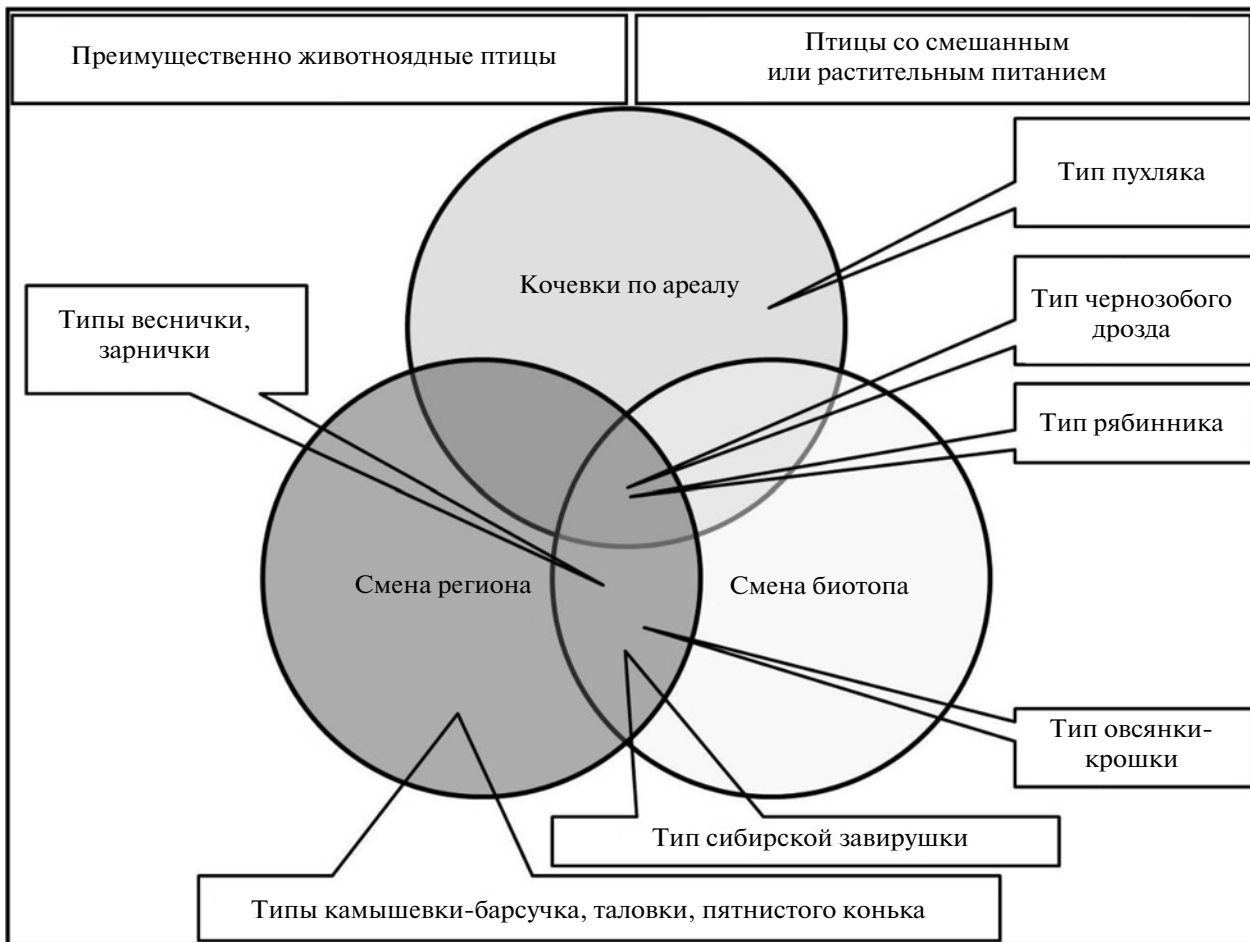 Преимущественно животноядные птицы
Птицы со смешанным
или растительным питанием
Тип пухляка
Кочевки по ареалу
Тип чернозобого
дрозда
Типы веснички,
зарнички
Тип рябинника
Смена региона
Смена биотопа
Тип овсянки-
крошки
Тип сибирской завирушки
Типы камышевки-барсучка, таловки, пятнистого конька